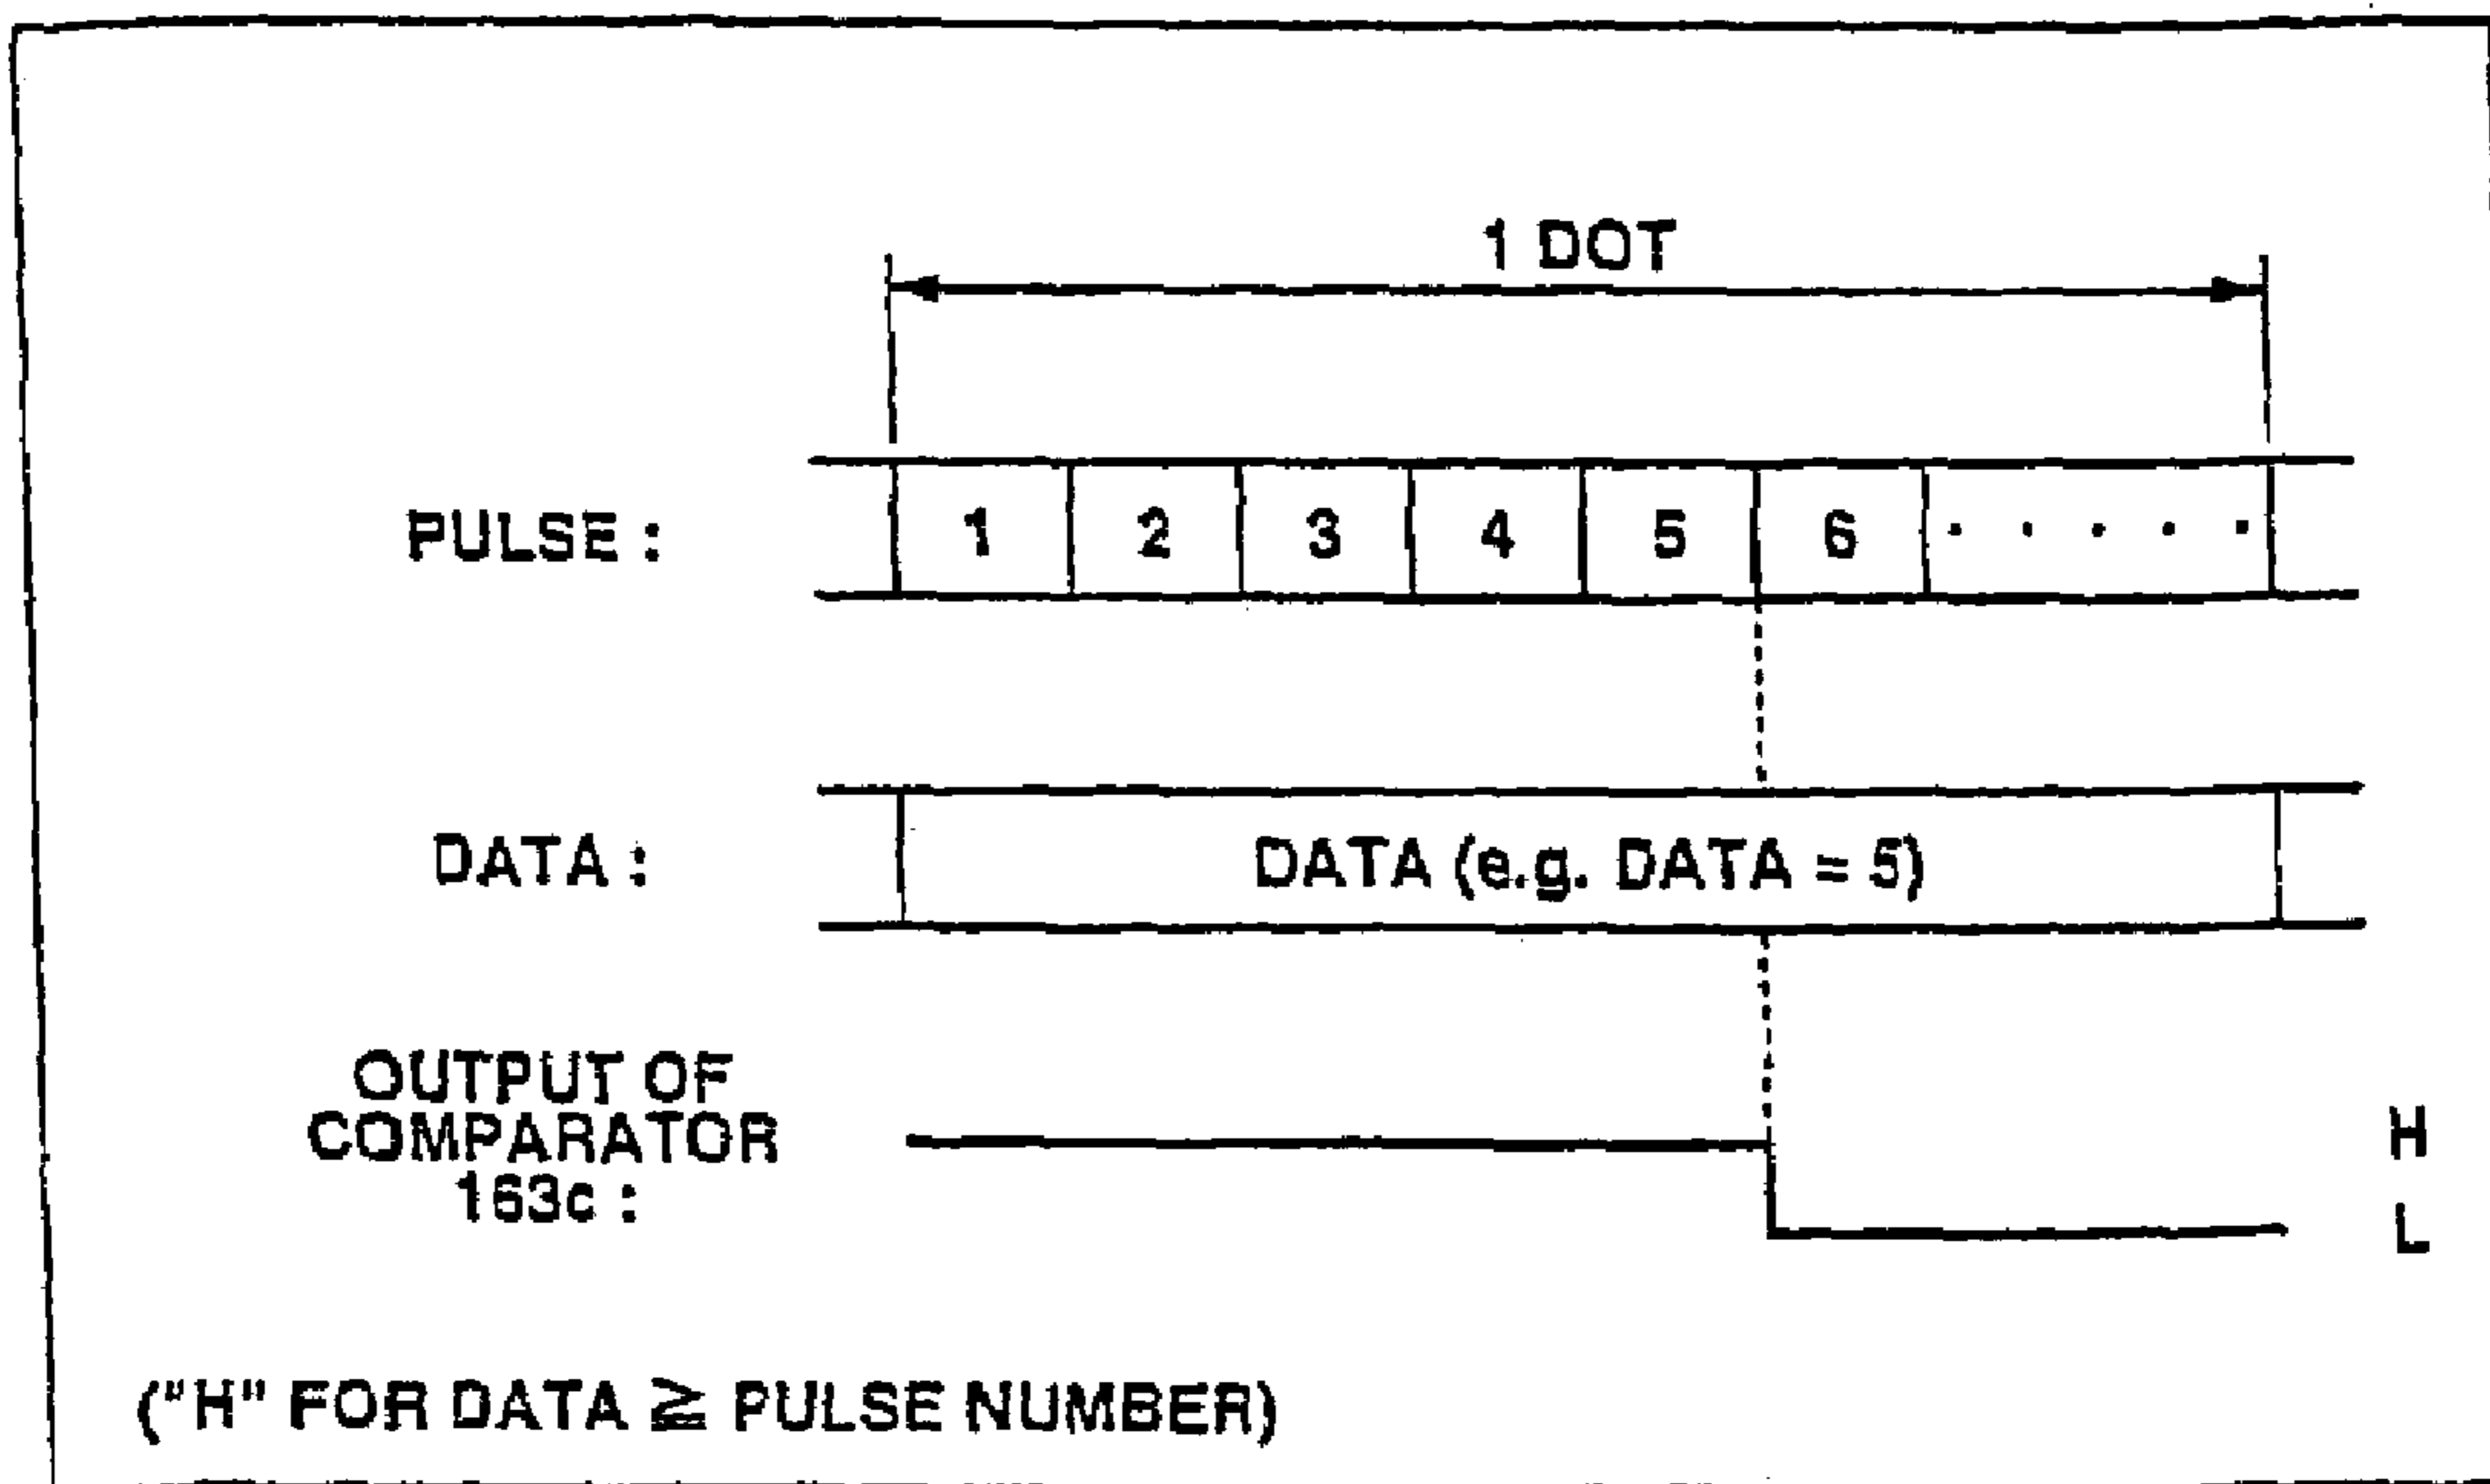 1 DOT
PULSE : 1 2 3 4 5 6 · · · · ·
DATA : DATA (e.g. DATA = 5)
OUTPUT OF
COMPARATOR
163c :
H
L
("H" FOR DATA ≧ PULSE NUMBER)